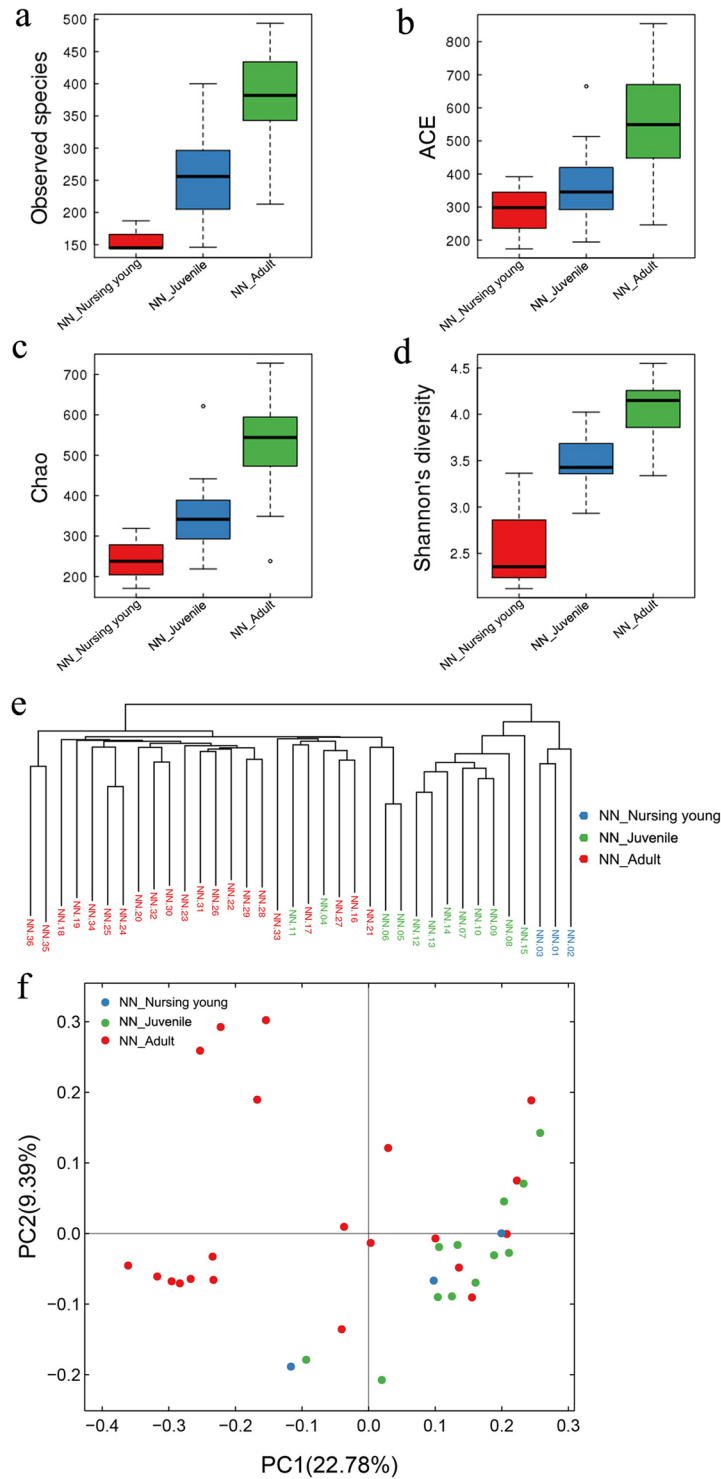 a
500
450
400
350
300
250
200
150
Observed species
NN_Nursing young
NN_Juvenile
NN_Adult
b
800
700
600
500
400
300
200
ACE
NN_Nursing young
NN_Juvenile
NN_Adult
c
700
600
500
400
300
200
Chao
NN_Nursing young
NN_Juvenile
NN_Adult
d
4.5
4.0
3.5
3.0
2.5
Shannon's diversity
NN_Nursing young
NN_Juvenile
NN_Adult
e
NN.36
NN.35
NN.18
NN.19
NN.34
NN.25
NN.24
NN.20
NN.32
NN.30
NN.23
NN.31
NN.26
NN.22
NN.29
NN.28
NN.33
NN.11
NN.17
NN.04
NN.27
NN.16
NN.21
NN.06
NN.05
NN.12
NN.13
NN.14
NN.07
NN.10
NN.09
NN.08
NN.15
NN.03
NN.01
NN.02
NN_Nursing young
NN_Juvenile
NN_Adult
f
NN_Nursing young
NN_Juvenile
NN_Adult
0.3
0.2
0.1
0.0
−0.1
−0.2
PC2(9.39%)
−0.4
−0.3
−0.2
−0.1
0.0
0.1
0.2
0.3
PC1(22.78%)